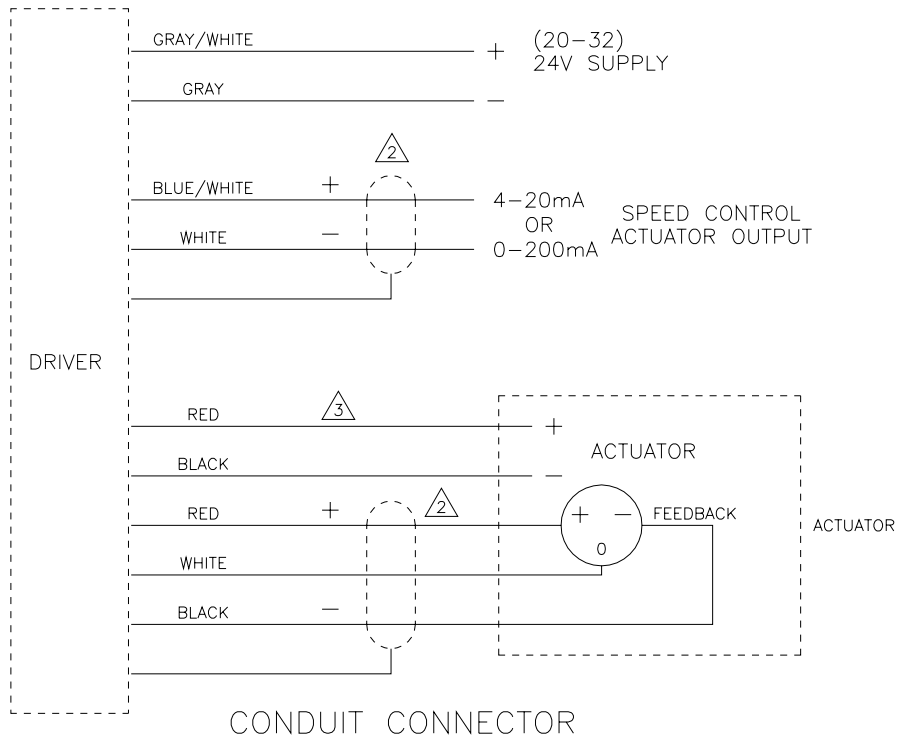 GRAY/WHITE
+
(20-32)
24V SUPPLY
GRAY
-
2
BLUE/WHITE
+
4-20mA
OR
0-200mA
SPEED CONTROL
ACTUATOR OUTPUT
WHITE
-
DRIVER
RED
3
+
ACTUATOR
BLACK
-
RED
+
2
+ -
0
FEEDBACK
ACTUATOR
WHITE
BLACK
-
CONDUIT CONNECTOR